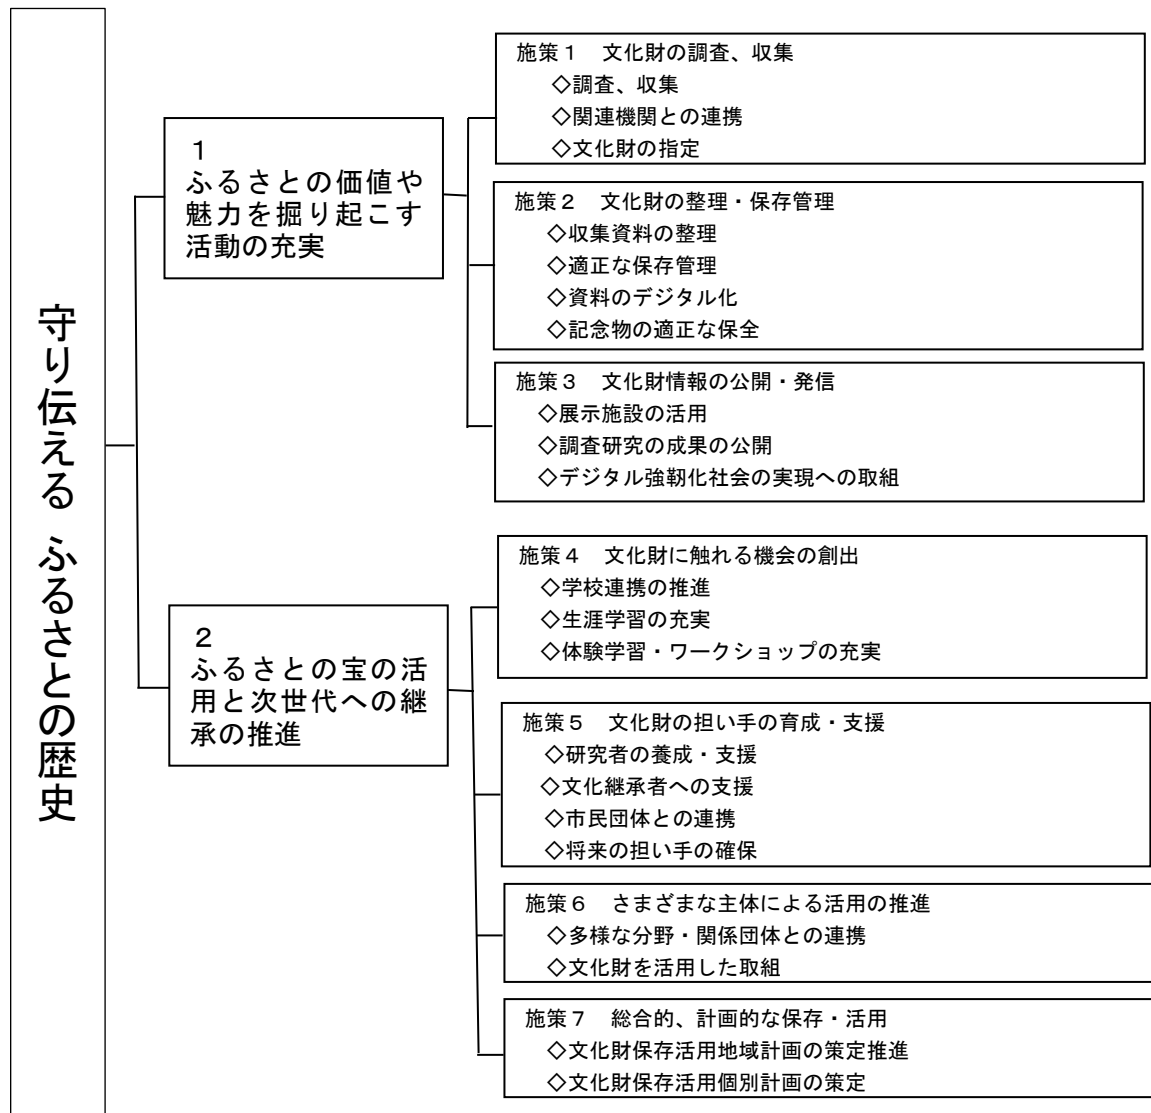 守り伝える ふるさとの歴史
1
ふるさとの価値や
魅力を掘り起こす
活動の充実
施策１　文化財の調査、収集
◇調査、収集
◇関連機関との連携
◇文化財の指定
施策２　文化財の整理・保存管理
◇収集資料の整理
◇適正な保存管理
◇資料のデジタル化
◇記念物の適正な保全
施策３　文化財情報の公開・発信
◇展示施設の活用
◇調査研究の成果の公開
◇デジタル強靭化社会の実現への取組
2
ふるさとの宝の活
用と次世代への継
承の推進
施策４　文化財に触れる機会の創出
◇学校連携の推進
◇生涯学習の充実
◇体験学習・ワークショップの充実
施策５　文化財の担い手の育成・支援
◇研究者の養成・支援
◇文化継承者への支援
◇市民団体との連携
◇将来の担い手の確保
施策６　さまざまな主体による活用の推進
◇多様な分野・関係団体との連携
◇文化財を活用した取組
施策７　総合的、計画的な保存・活用
◇文化財保存活用地域計画の策定推進
◇文化財保存活用個別計画の策定